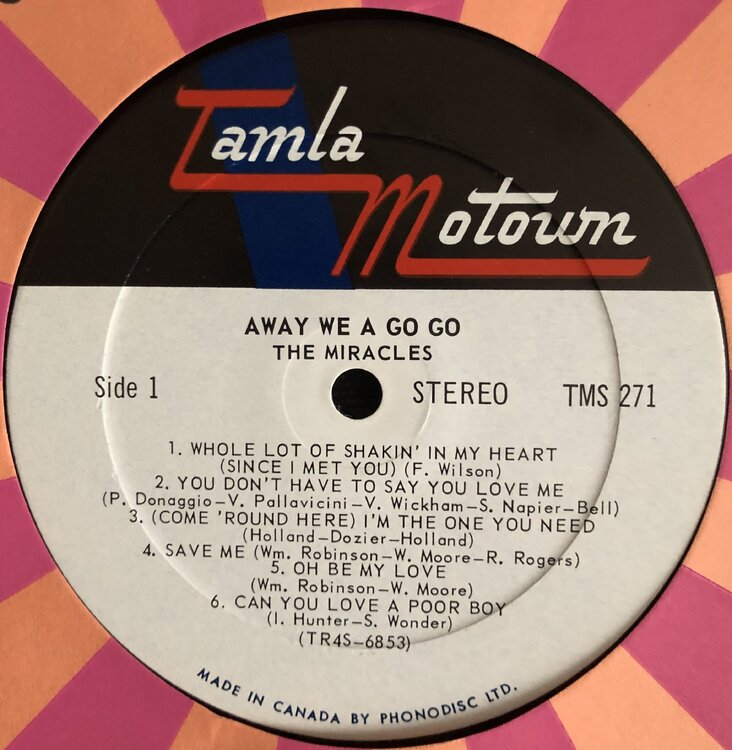 Tamla
Motown
AWAY WE A GO GO
THE MIRACLES
Side 1 STEREO TMS 271
1. WHOLE LOT OF SHAKIN' IN MY HEART
(SINCE I MET YOU) (F. Wilson)
2. YOU DON'T HAVE TO SAY YOU LOVE ME
(P. Donaggio—V. Pallavicini—V. Wickham—S. Napier—Bell)
3. (COME 'ROUND HERE) I'M THE ONE YOU NEED
(Holland—Dozier—Holland)
4. SAVE ME (Wm. Robinson—W. Moore—R. Rogers)
5. OH BE MY LOVE
(Wm. Robinson—W. Moore)
6. CAN YOU LOVE A POOR BOY
(I. Hunter—S. Wonder)
(TR4S—6853)
MADE IN CANADA BY PHONODISC LTD.